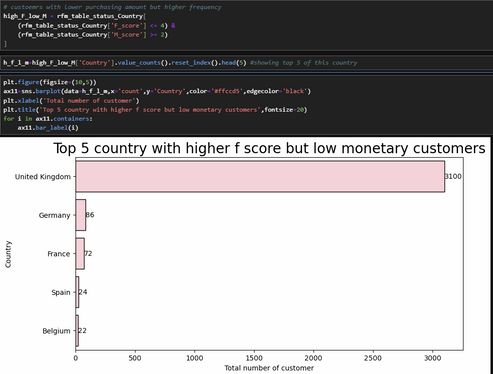 # custoemrs with lower purchasing amount but higher frequency
high_F_low_M = rfm_table_status_Country[
(rfm_table_status_Country['F_score'] <= 4) &
(rfm_table_status_Country['M_score'] >= 2)
]
h_f_l_m=high_F_low_M['Country'].value_counts().reset_index().head(5) #showing top 5 of this country
plt.figure(figsize=(10,5))
ax11=sns.barplot(data=h_f_l_m,x='count',y='Country',color='#ffccd5',edgecolor='black')
plt.xlabel('Total number of customer')
plt.title('Top 5 country with higher f score but low monetary customers',fontsize=20)
for i in ax11.containers:
ax11.bar_label(i)
Top 5 country with higher f score but low monetary customers
United Kingdom 3100
Germany 86
France 72
Spain 24
Belgium 22
Country
0 500 1000 1500 2000 2500 3000
Total number of customer